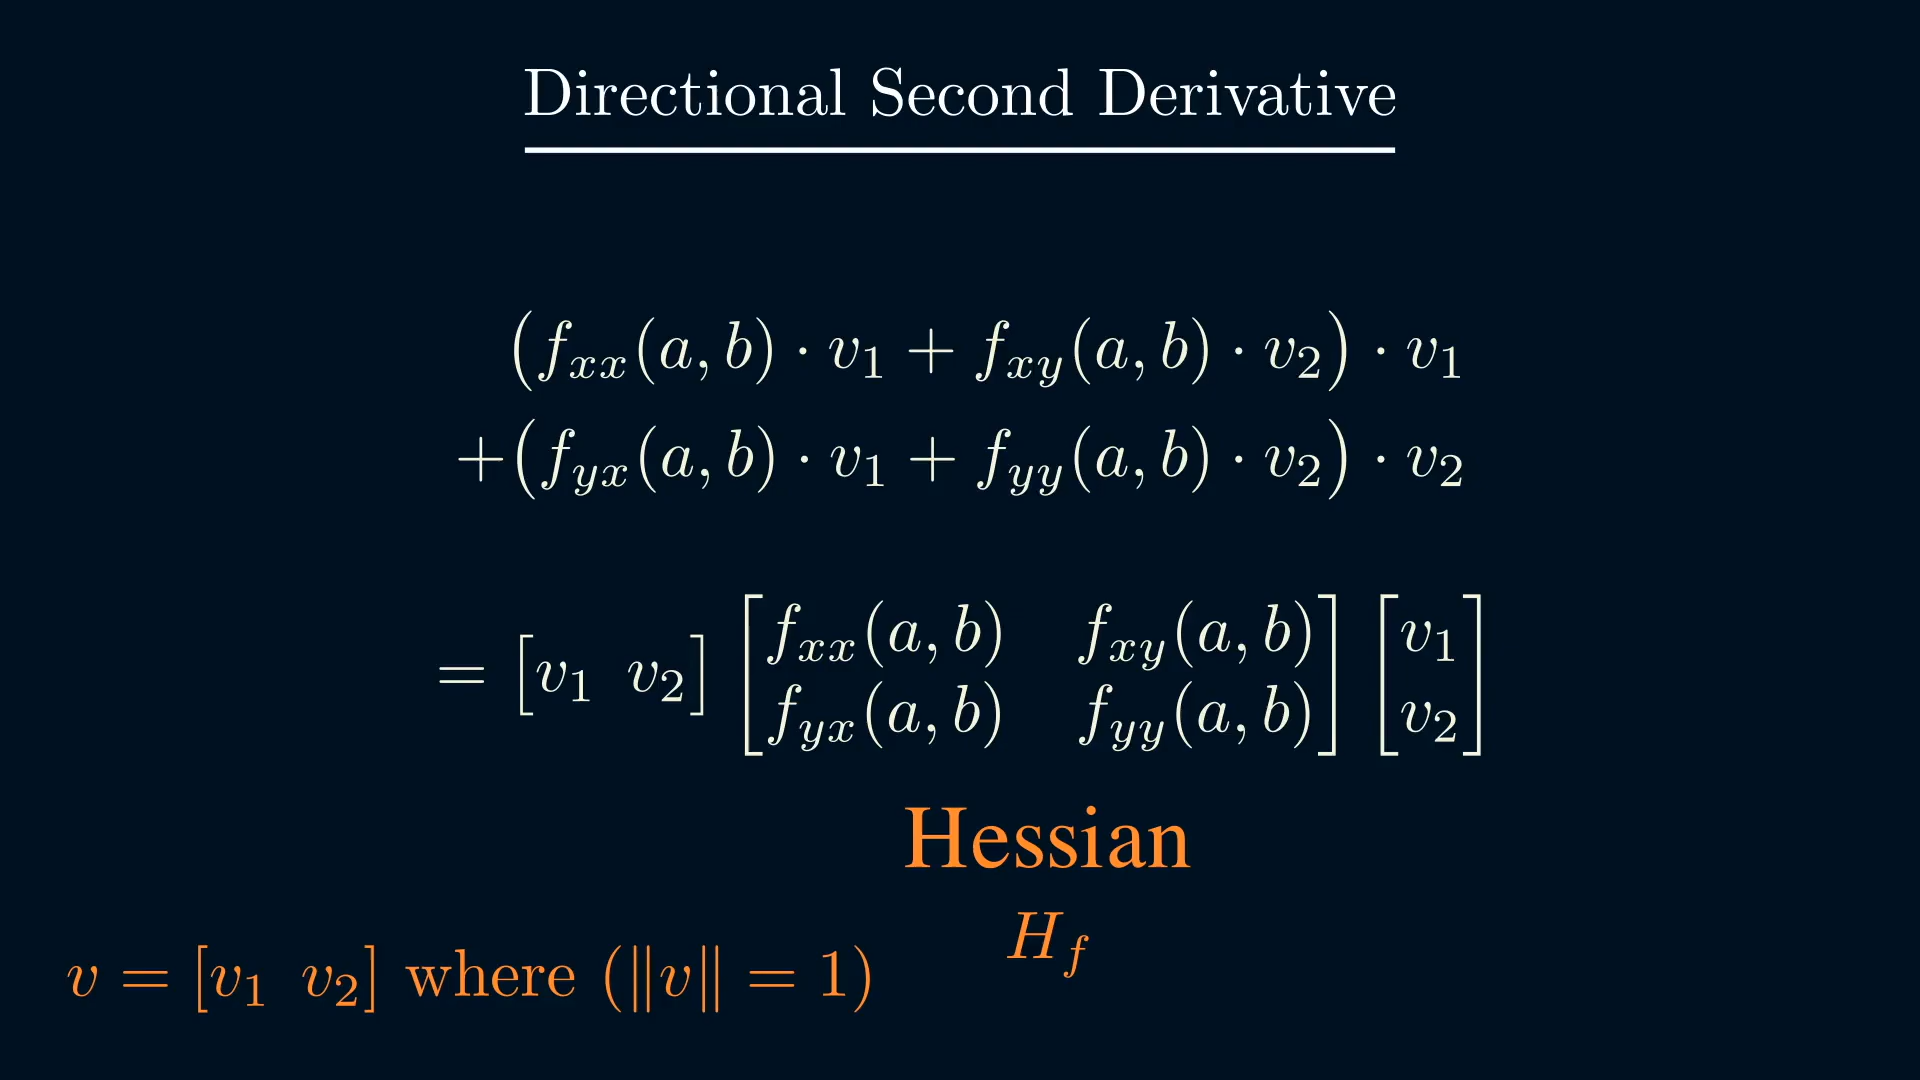 Directional Second Derivative
(f_{xx}(a, b) · v_1 + f_{xy}(a, b) · v_2) · v_1
+(f_{yx}(a, b) · v_1 + f_{yy}(a, b) · v_2) · v_2
= [v_1 v_2] [f_{xx}(a, b) f_{xy}(a, b) f_{yx}(a, b) f_{yy}(a, b)] [v_1 v_2]
Hessian
H_f
v = [v_1 v_2] where (‖v‖ = 1)